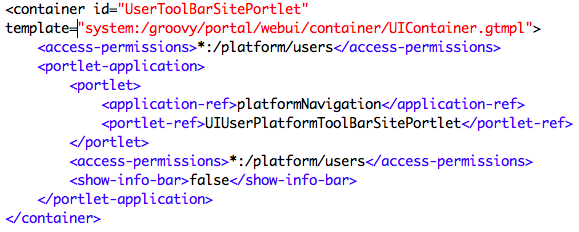 <container id="UserToolBarSitePortlet"
template="system:/groovy/portal/webui/container/UIContainer.gtmpl">
<access-permissions>*:/platform/users</access-permissions>
<portlet-application>
<portlet>
<application-ref>platformNavigation</application-ref>
<portlet-ref>UIUserPlatformToolBarSitePortlet</portlet-ref>
</portlet>
<access-permissions>*:/platform/users</access-permissions>
<show-info-bar>false</show-info-bar>
</portlet-application>
</container>